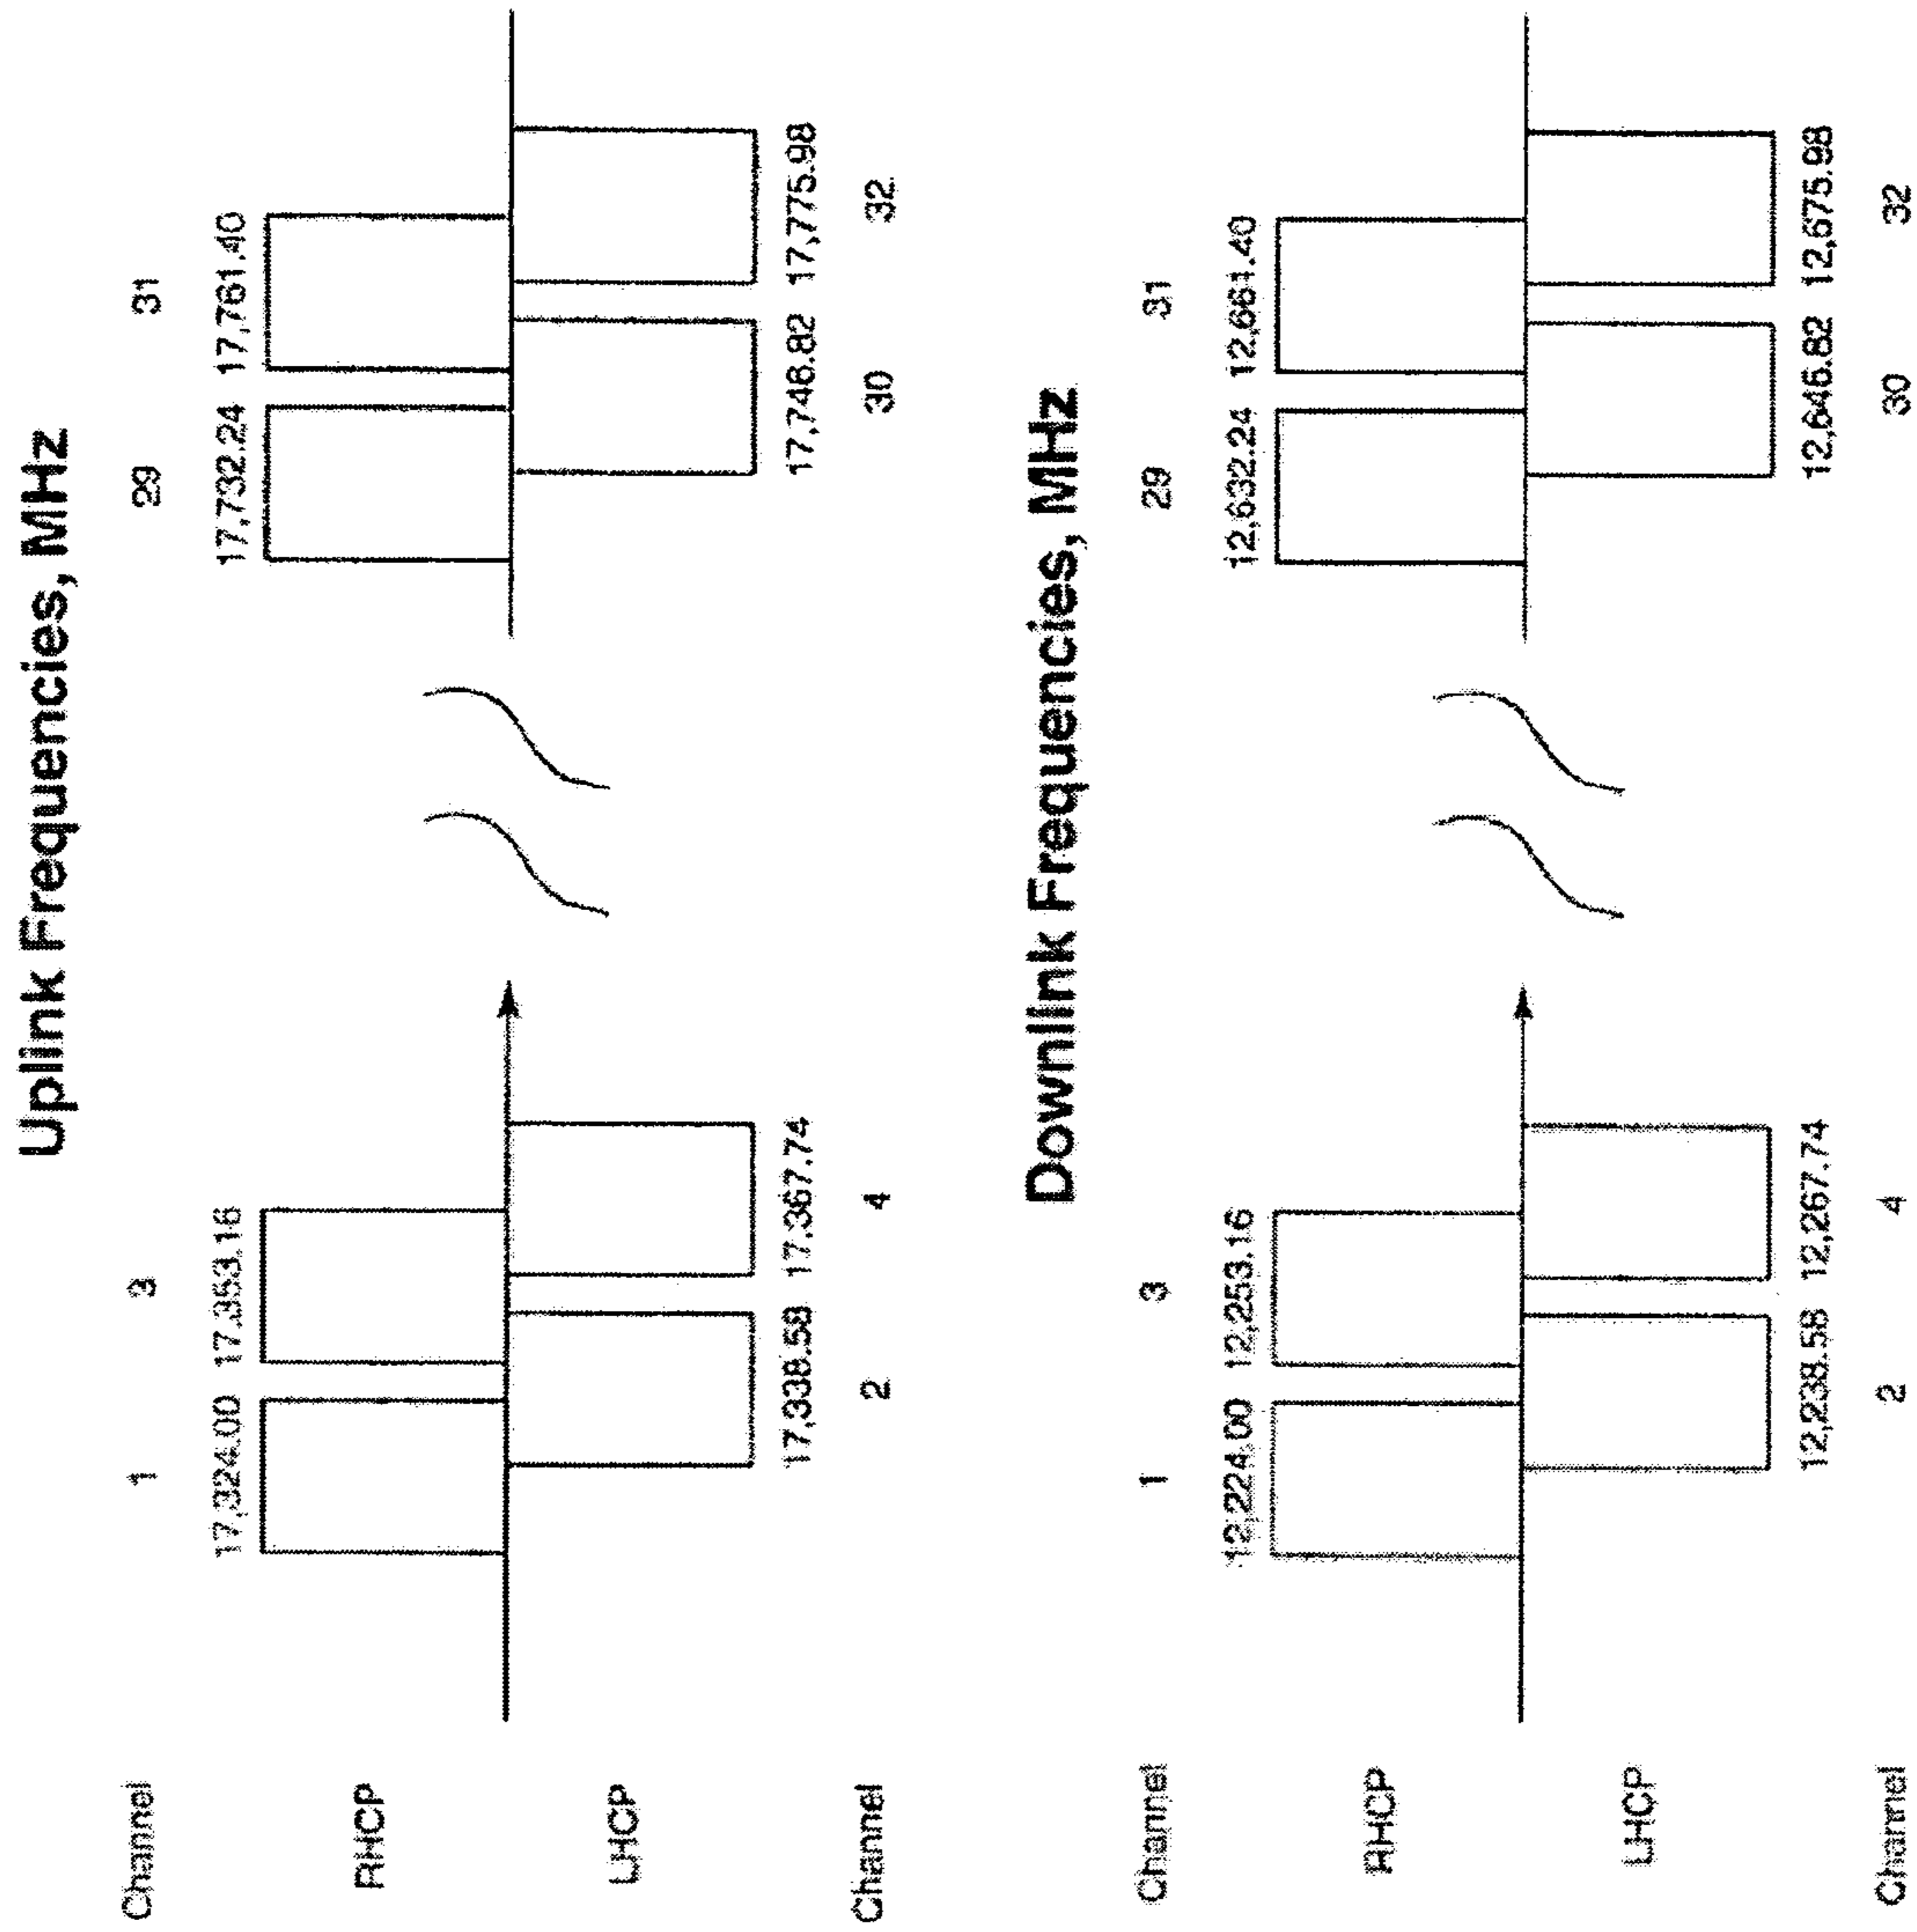 Uplink Frequencies, MHz
Channel 1 3 29 31
17,324.00 17,353.16 17,732.24 17,761.40
RHCP
LHCP
17,338.58 17,367.74 17,746.82 17,775.98
Channel 2 4 30 32
Downlink Frequencies, MHz
Channel 1 3 29 31
12,224.00 12,253.16 12,632.24 12,661.40
RHCP
LHCP
12,238.58 12,267.74 12,646.82 12,675.98
Channel 2 4 30 32